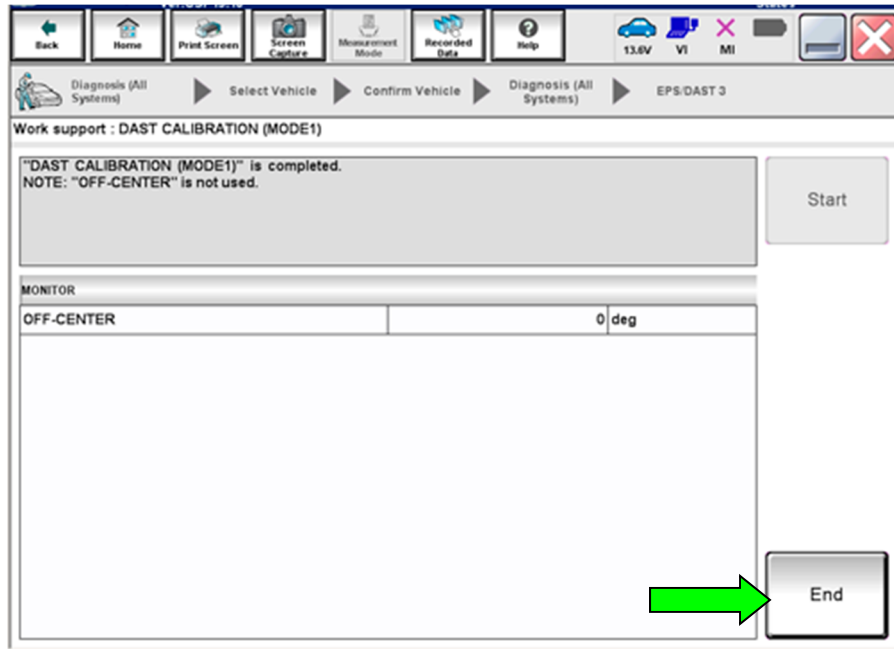 Back
Home
Print Screen
Screen
Capture
Measurement
Mode
Recorded
Data
Help
13.6V
VI
MI
Diagnosis (All
Systems)
Select Vehicle
Confirm Vehicle
Diagnosis (All
Systems)
EPS/DAST 3
Work support : DAST CALIBRATION (MODE1)
"DAST CALIBRATION (MODE1)" is completed.
NOTE: "OFF-CENTER" is not used.
Start
MONITOR
OFF-CENTER 0 deg
End